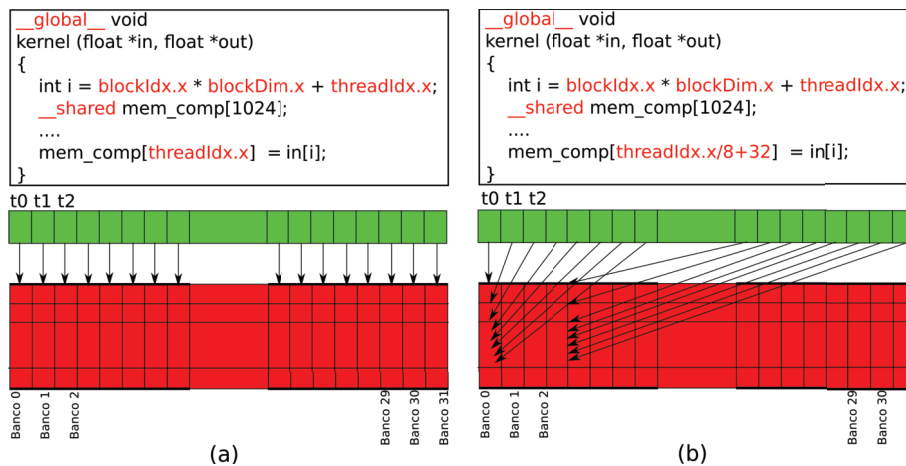 __global__ void
kernel (float *in, float *out)
{
int i = blockIdx.x * blockDim.x + threadIdx.x;
__shared mem_comp[1024];
....
mem_comp[threadIdx.x] = in[i];
}
t0 t1 t2
Banco 0
Banco 1
Banco 2
Banco 29
Banco 30
Banco 31
(a)
__global__ void
kernel (float *in, float *out)
{
int i = blockIdx.x * blockDim.x + threadIdx.x;
__shared mem_comp[1024];
....
mem_comp[threadIdx.x/8+32] = in[i];
}
t0 t1 t2
Banco 0
Banco 1
Banco 2
Banco 29
Banco 30
(b)